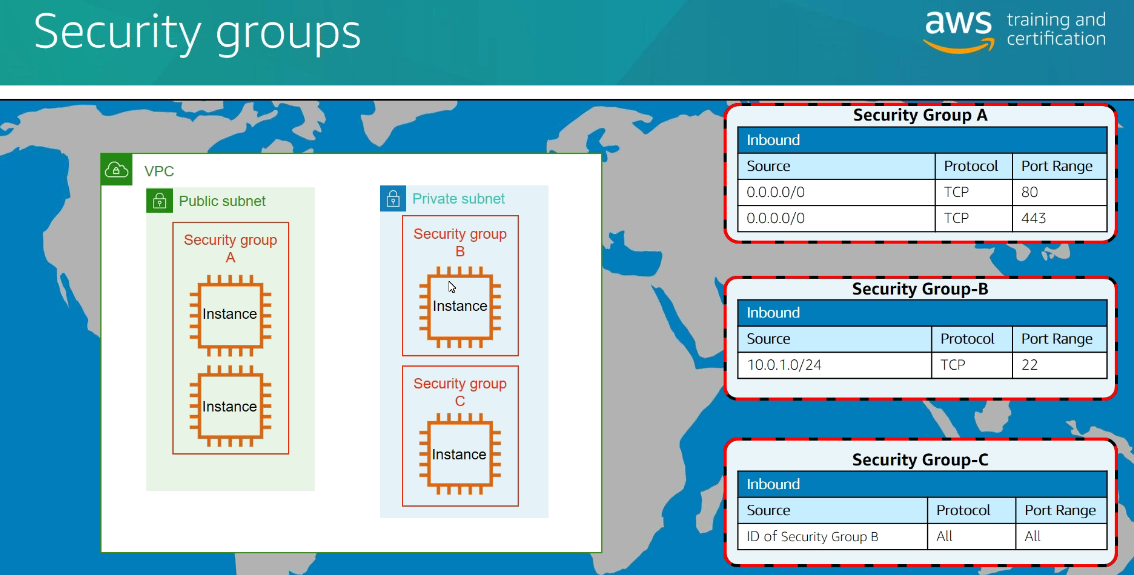 Security groups
aws training and
certification
VPC
Public subnet
Security group
A
Instance
Instance
Private subnet
Security group
B
Instance
Security group
C
Instance
Security Group A
Inbound
Source Protocol Port Range
0.0.0.0/0 TCP 80
0.0.0.0/0 TCP 443
Security Group-B
Inbound
Source Protocol Port Range
10.0.1.0/24 TCP 22
Security Group-C
Inbound
Source Protocol Port Range
ID of Security Group B All All